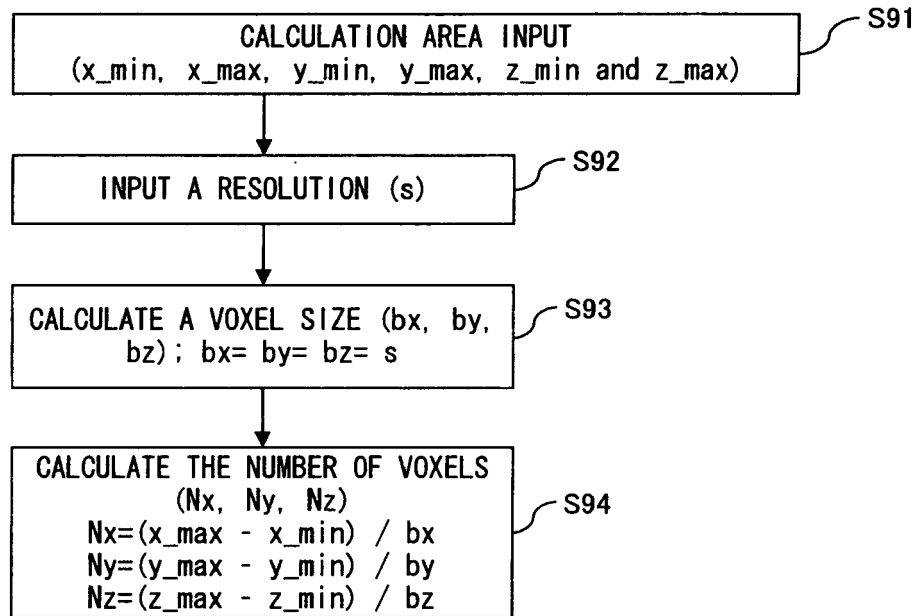 CALCULATION AREA INPUT
(x_min, x_max, y_min, y_max, z_min and z_max)
S91
INPUT A RESOLUTION (s)
S92
CALCULATE A VOXEL SIZE (bx, by,
bz); bx= by= bz= s
S93
CALCULATE THE NUMBER OF VOXELS
(Nx, Ny, Nz)
Nx=(x_max - x_min) / bx
Ny=(y_max - y_min) / by
Nz=(z_max - z_min) / bz
S94